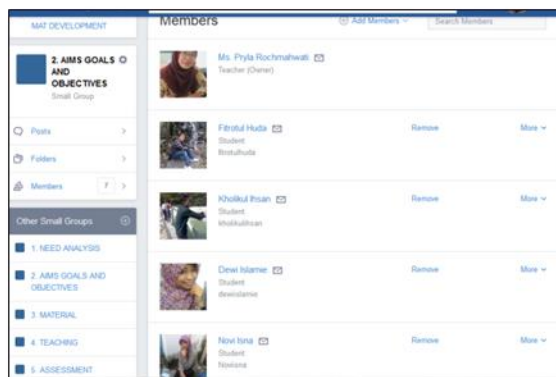 MAT DEVELOPMENT
2. AIMS GOALS
AND
OBJECTIVES
Small Group
Posts
Folders
Members 7
Other Small Groups
1. NEED ANALYSIS
2. AIMS GOALS AND
OBJECTIVES
3. MATERIAL
4. TEACHING
5. ASSESSMENT
Members
Add Members
Search Members
Ms. Pryla Rochmahwati
Teacher (Owner)
Fitrotul Huda
Student
fitrotulhuda
Remove
More
Kholikul Ihsan
Student
kholikulihsan
Remove
More
Dewi Islamie
Student
dewiislamie
Remove
More
Novi Isna
Student
Noviisna
Remove
More